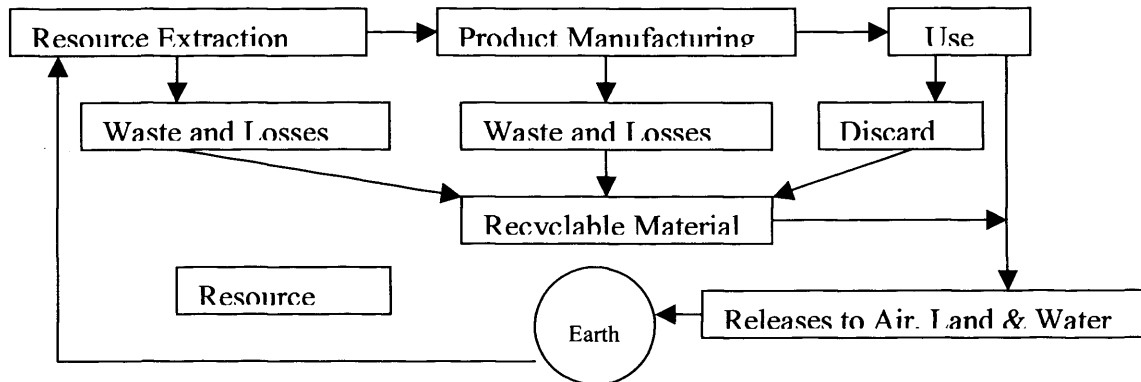 Resource Extraction
Product Manufacturing
Use
Waste and Losses
Waste and Losses
Discard
Recyclable Material
Resource
Earth
Releases to Air, Land & Water